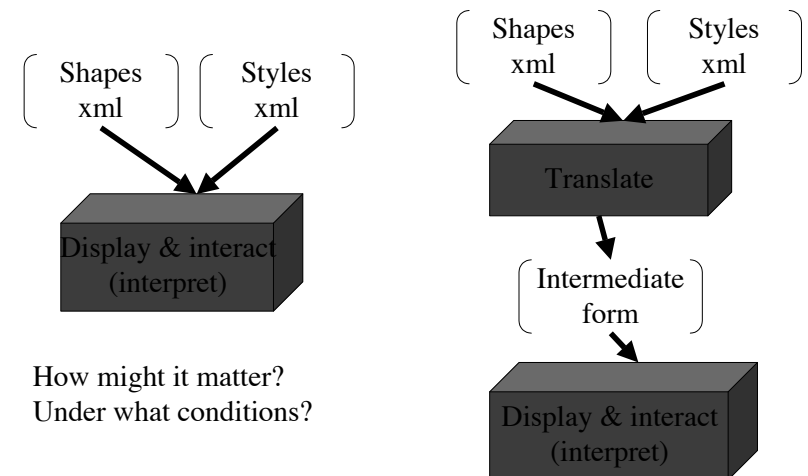 Shapes
xml
Styles
xml
Display & interact
(interpret)
How might it matter?
Under what conditions?
Shapes
xml
Styles
xml
Translate
Intermediate
form
Display & interact
(interpret)